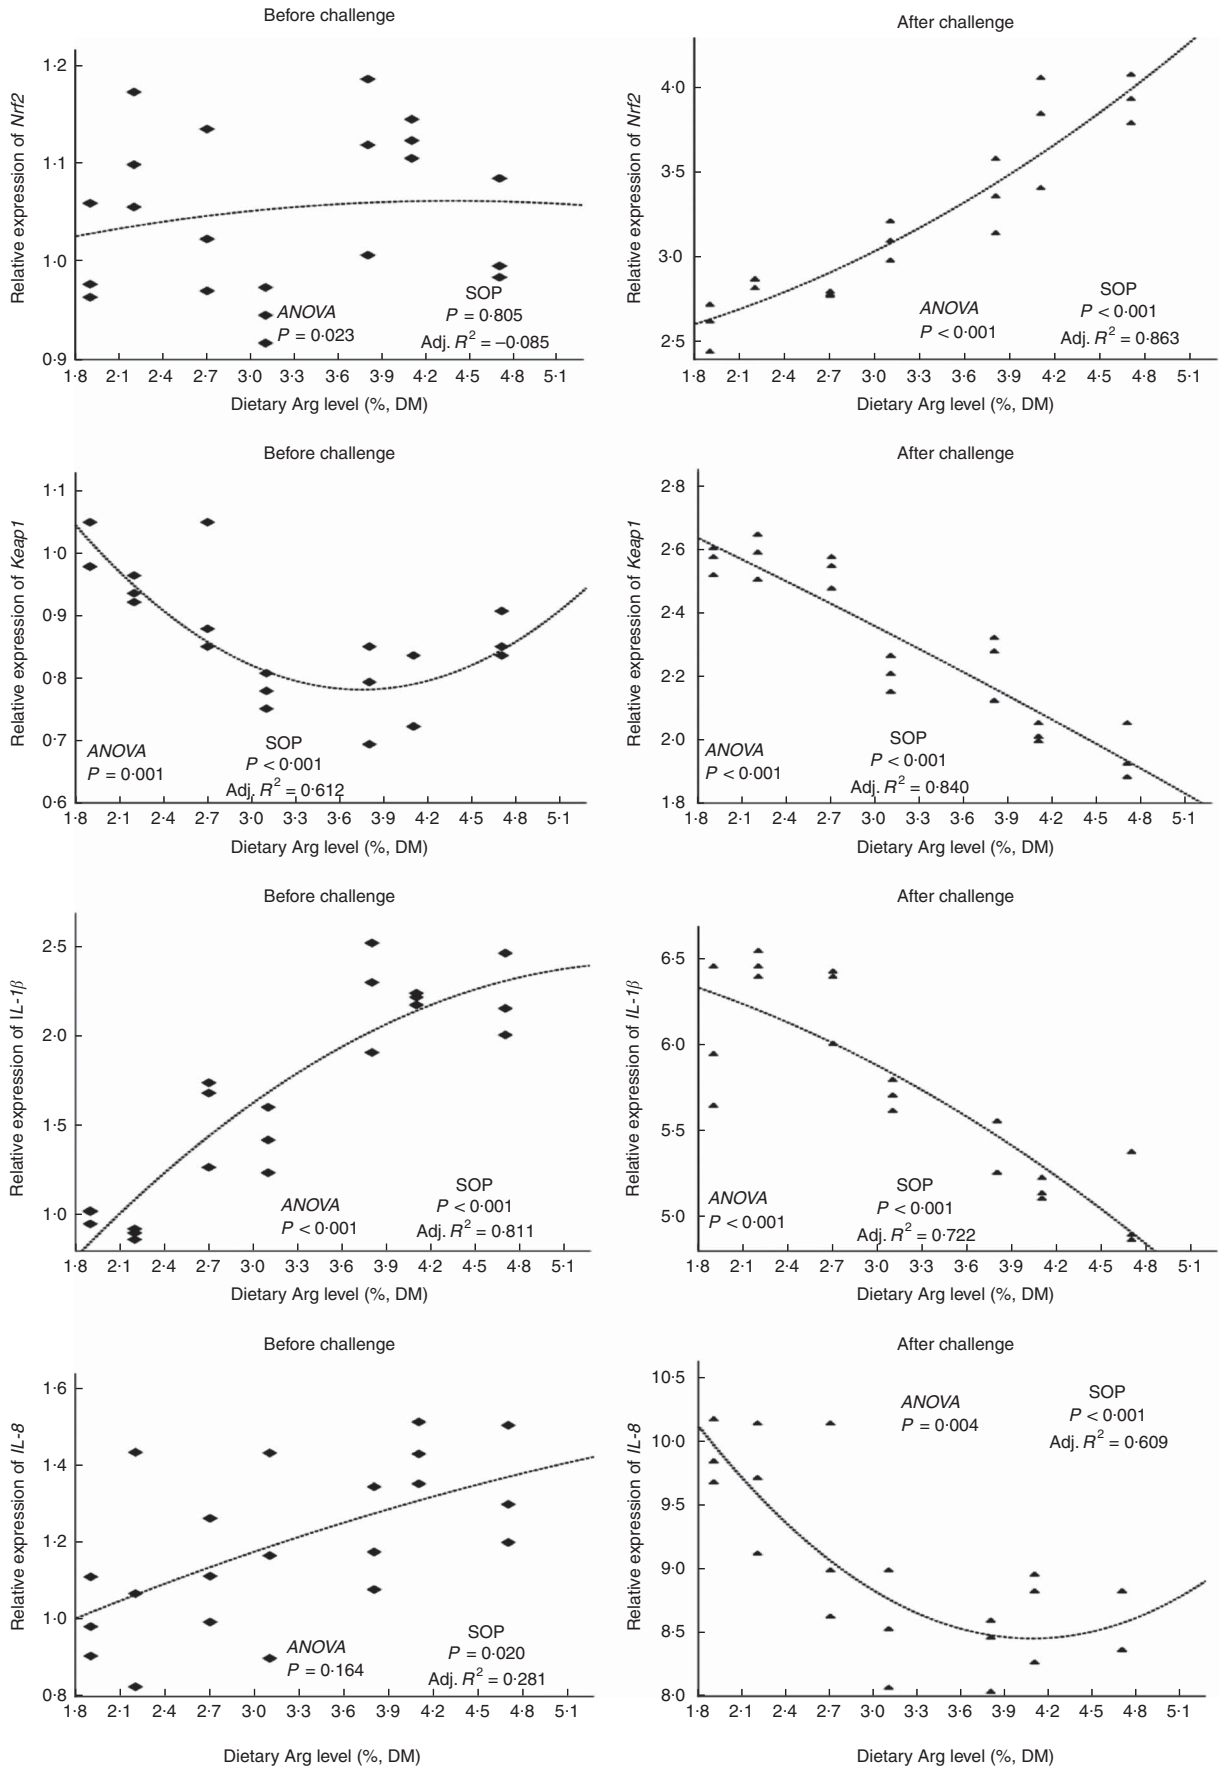 Before challenge
Relative expression of Nrf2
1·2
1·1
1·0
0·9
ANOVA
P = 0·023
SOP
P = 0·805
Adj. R² = –0·085
1·8 2·1 2·4 2·7 3·0 3·3 3·6 3·9 4·2 4·5 4·8 5·1
Dietary Arg level (%, DM)
After challenge
Relative expression of Nrf2
4·0
3·5
3·0
2·5
ANOVA
P < 0·001
SOP
P < 0·001
Adj. R² = 0·863
1·8 2·1 2·4 2·7 3·0 3·3 3·6 3·9 4·2 4·5 4·8 5·1
Dietary Arg level (%, DM)
Before challenge
Relative expression of Keap1
1·1
1·0
0·9
0·8
0·7
0·6
ANOVA
P = 0·001
SOP
P < 0·001
Adj. R² = 0·612
1·8 2·1 2·4 2·7 3·0 3·3 3·6 3·9 4·2 4·5 4·8 5·1
Dietary Arg level (%, DM)
After challenge
Relative expression of Keap1
2·8
2·6
2·4
2·2
2·0
1·8
ANOVA
P < 0·001
SOP
P < 0·001
Adj. R² = 0·840
1·8 2·1 2·4 2·7 3·0 3·3 3·6 3·9 4·2 4·5 4·8 5·1
Dietary Arg level (%, DM)
Before challenge
Relative expression of IL-1β
2·5
2·0
1·5
1·0
ANOVA
P < 0·001
SOP
P < 0·001
Adj. R² = 0·811
1·8 2·1 2·4 2·7 3·0 3·3 3·6 3·9 4·2 4·5 4·8 5·1
Dietary Arg level (%, DM)
After challenge
Relative expression of IL-1β
6·5
6·0
5·5
5·0
ANOVA
P < 0·001
SOP
P < 0·001
Adj. R² = 0·722
1·8 2·1 2·4 2·7 3·0 3·3 3·6 3·9 4·2 4·5 4·8 5·1
Dietary Arg level (%, DM)
Before challenge
Relative expression of IL-8
1·6
1·4
1·2
1·0
0·8
ANOVA
P = 0·164
SOP
P = 0·020
Adj. R² = 0·281
1·8 2·1 2·4 2·7 3·0 3·3 3·6 3·9 4·2 4·5 4·8 5·1
Dietary Arg level (%, DM)
After challenge
Relative expression of IL-8
10·5
10·0
9·5
9·0
8·5
8·0
ANOVA
P = 0·004
SOP
P < 0·001
Adj. R² = 0·609
1·8 2·1 2·4 2·7 3·0 3·3 3·6 3·9 4·2 4·5 4·8 5·1
Dietary Arg level (%, DM)